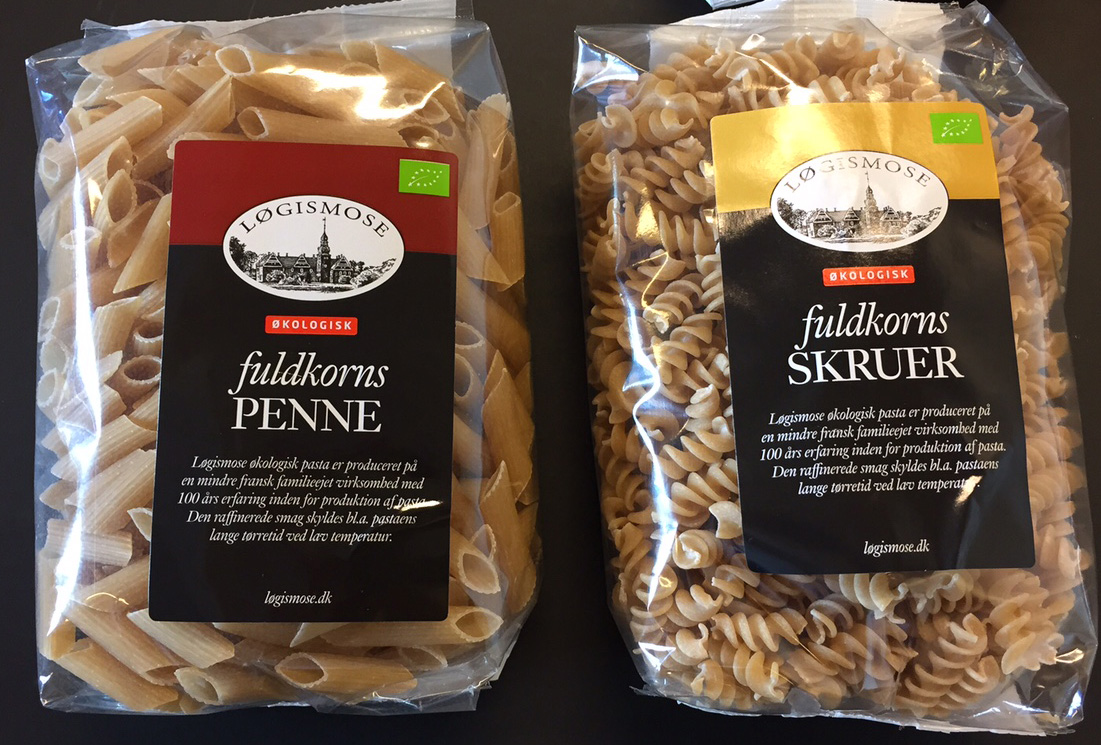 LØGISMOSE
ØKOLOGISK
fuldkorns
PENNE
Løgismose økologisk pasta er produceret på
en mindre fransk familieejet virksomhed med
100 års erfaring inden for produktion af pasta.
Den raffinerede smag skyldes bl.a. pastaens
lange tørretid ved lav temperatur.
løgismose.dk
LØGISMOSE
ØKOLOGISK
fuldkorns
SKRUER
Løgismose økologisk pasta er produceret på
en mindre fransk familieejet virksomhed med
100 års erfaring inden for produktion af pasta.
Den raffinerede smag skyldes bl.a. pastaens
lange tørretid ved lav temperatur.
løgismose.dk